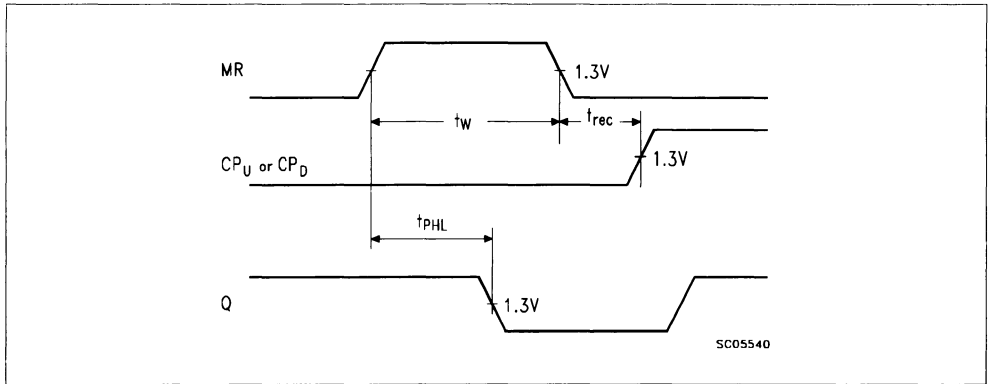 MR
1.3V
tW
trec
CPU or CPD
1.3V
tPHL
Q
1.3V
SC05540